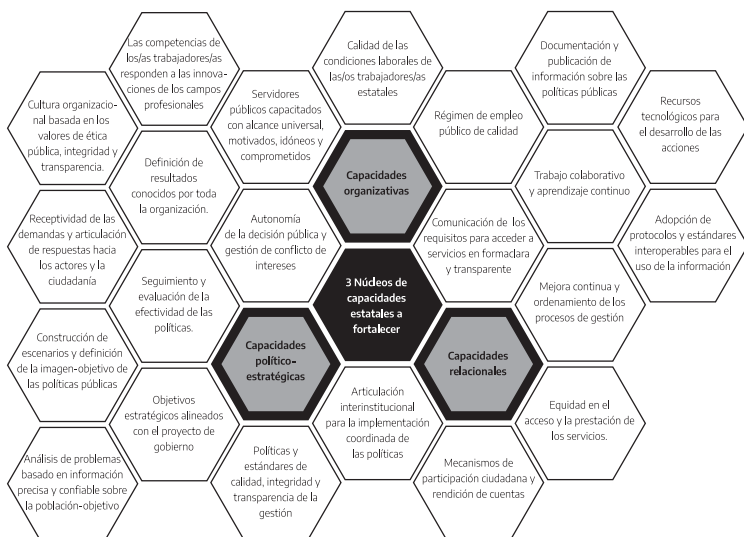 Las competencias de
los/as trabajadores/as
responden a las innova-
ciones de los campos
profesionales
Calidad de las
condiciones laborales de
las/os trabajadores/as
estatales
Documentación y
publicación de
información sobre las
políticas públicas
Cultura organizacio-
nal basada en los
valores de ética
pública, integridad y
transparencia.
Servidores
públicos capacitados
con alcance universal,
motivados, idóneos y
comprometidos
Régimen de empleo
público de calidad
Recursos
tecnológicos para
el desarrollo de las
acciones
Definición de
resultados
conocidos por toda
la organización.
Capacidades
organizativas
Trabajo colaborativo
y aprendizaje continuo
Receptividad de las
demandas y articulación
de respuestas hacia
los actores y la
ciudadanía
Autonomía
de la decisión pública y
gestión de conflicto de
intereses
Comunicación de los
requisitos para acceder a
servicios en formaclara
y transparente
Adopción de
protocolos y estándares
interoperables para el
uso de la información
Seguimiento y
evaluación de la
efectividad de las
políticas.
3 Núcleos de
capacidades
estatales a
fortalecer
Mejora continua y
ordenamiento de los
procesos de gestión
Construcción de
escenarios y definición
de la imagen-objetivo de
las políticas públicas
Capacidades
político-
estratégicas
Capacidades
relacionales
Objetivos
estratégicos alineados
con el proyecto de
gobierno
Articulación
interinstitucional
para la implementación
coordinada de
las políticas
Equidad en el
acceso y la prestación de
los servicios.
Análisis de problemas
basado en información
precisa y confiable sobre
la población-objetivo
Políticas y
estándares de
calidad, integridad y
transparencia de la
gestión
Mecanismos de
participación ciudadana y
rendición de cuentas